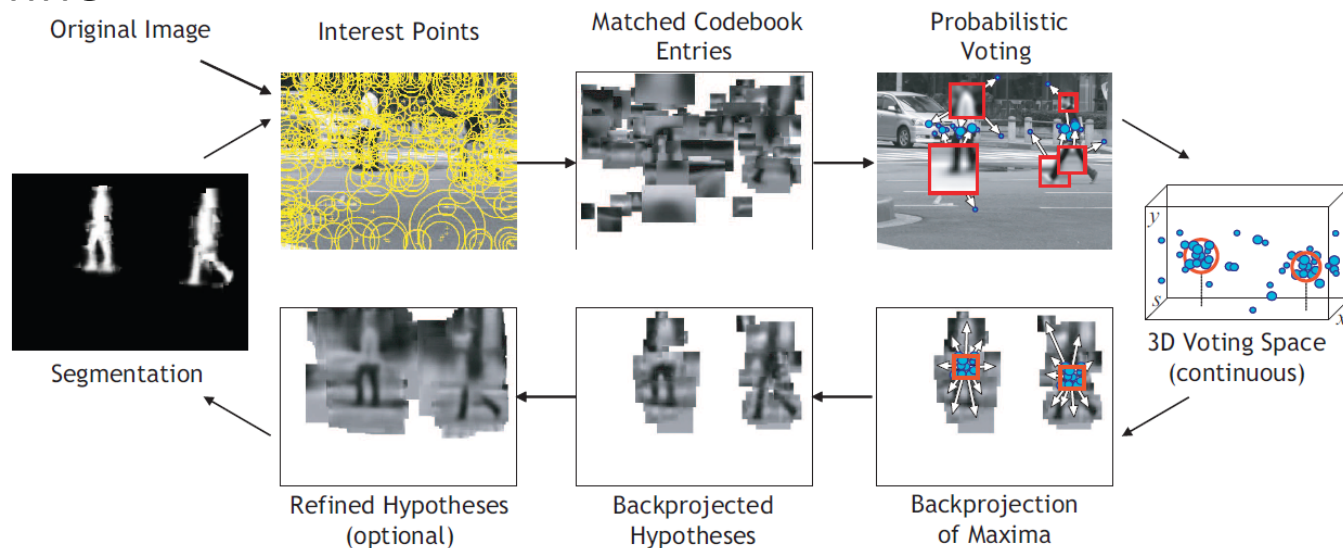 Original Image
Interest Points
Matched Codebook
Entries
Probabilistic
Voting
y
s
x
3D Voting Space
(continuous)
Segmentation
Refined Hypotheses
(optional)
Backprojected
Hypotheses
Backprojection
of Maxima